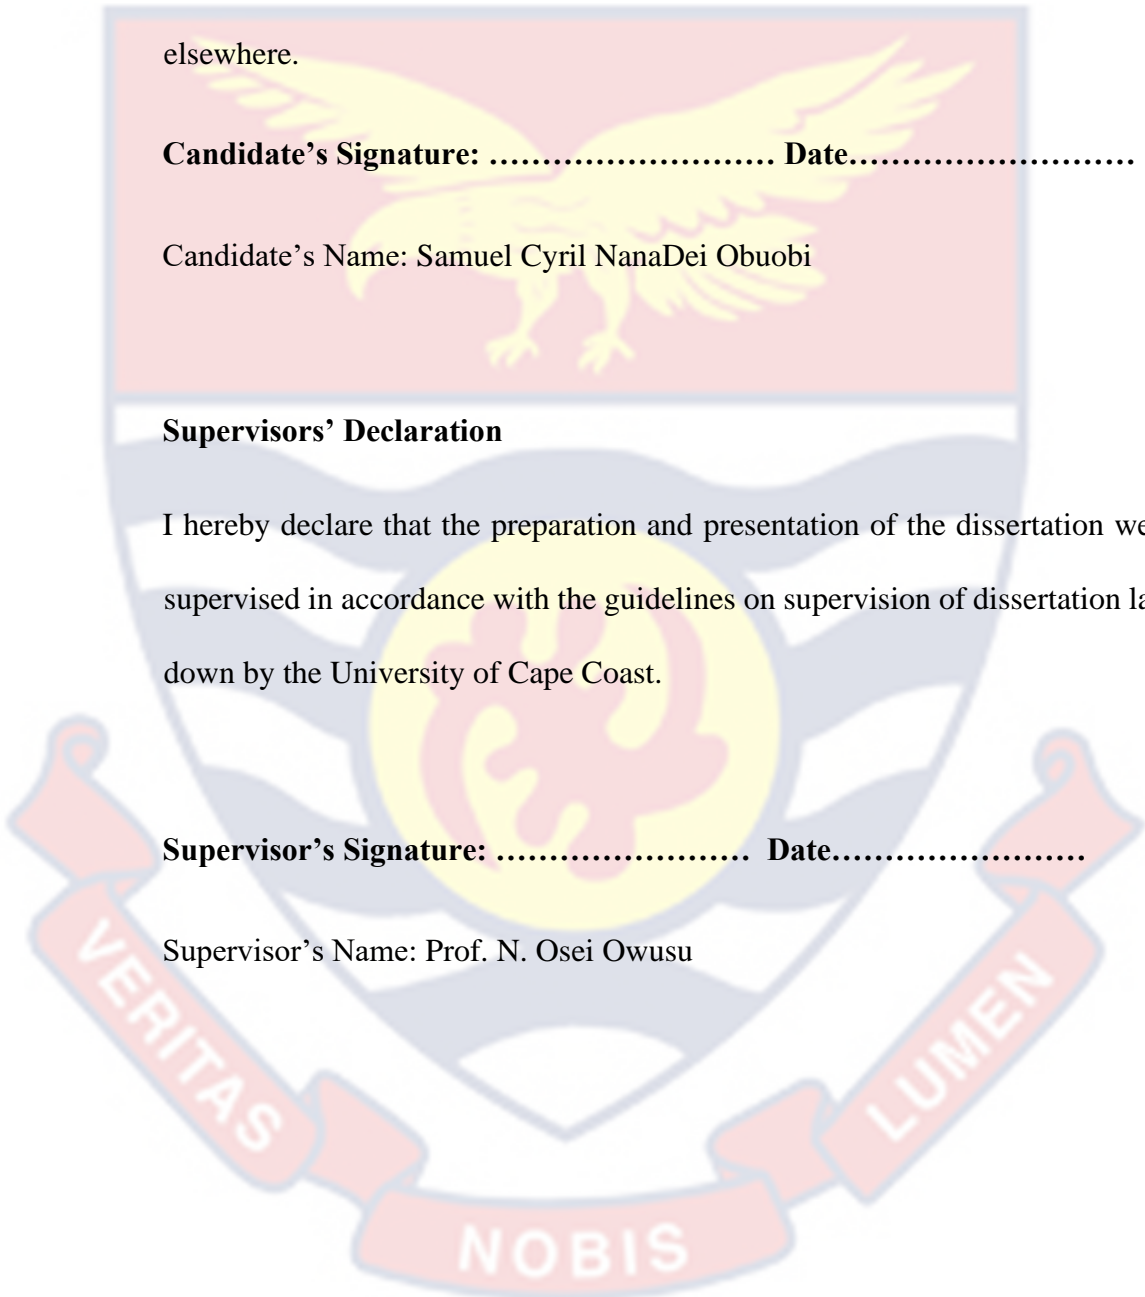 elsewhere.
Candidate’s Signature: ……………………… Date………………………
Candidate’s Name: Samuel Cyril NanaDei Obuobi
Supervisors’ Declaration
I hereby declare that the preparation and presentation of the dissertation we
supervised in accordance with the guidelines on supervision of dissertation la
down by the University of Cape Coast.
Supervisor’s Signature: …………………… Date……………………
Supervisor’s Name: Prof. N. Osei Owusu
VERITAS
NOBIS
LUMEN